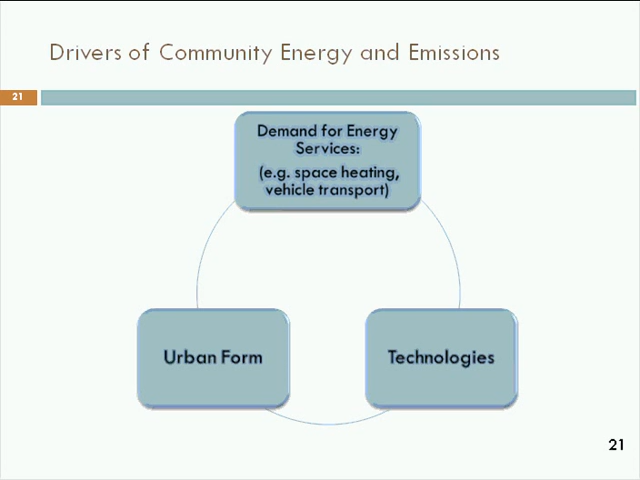 Drivers of Community Energy and Emissions
21
Demand for Energy
Services:
(e.g. space heating,
vehicle transport)
Urban Form
Technologies
21